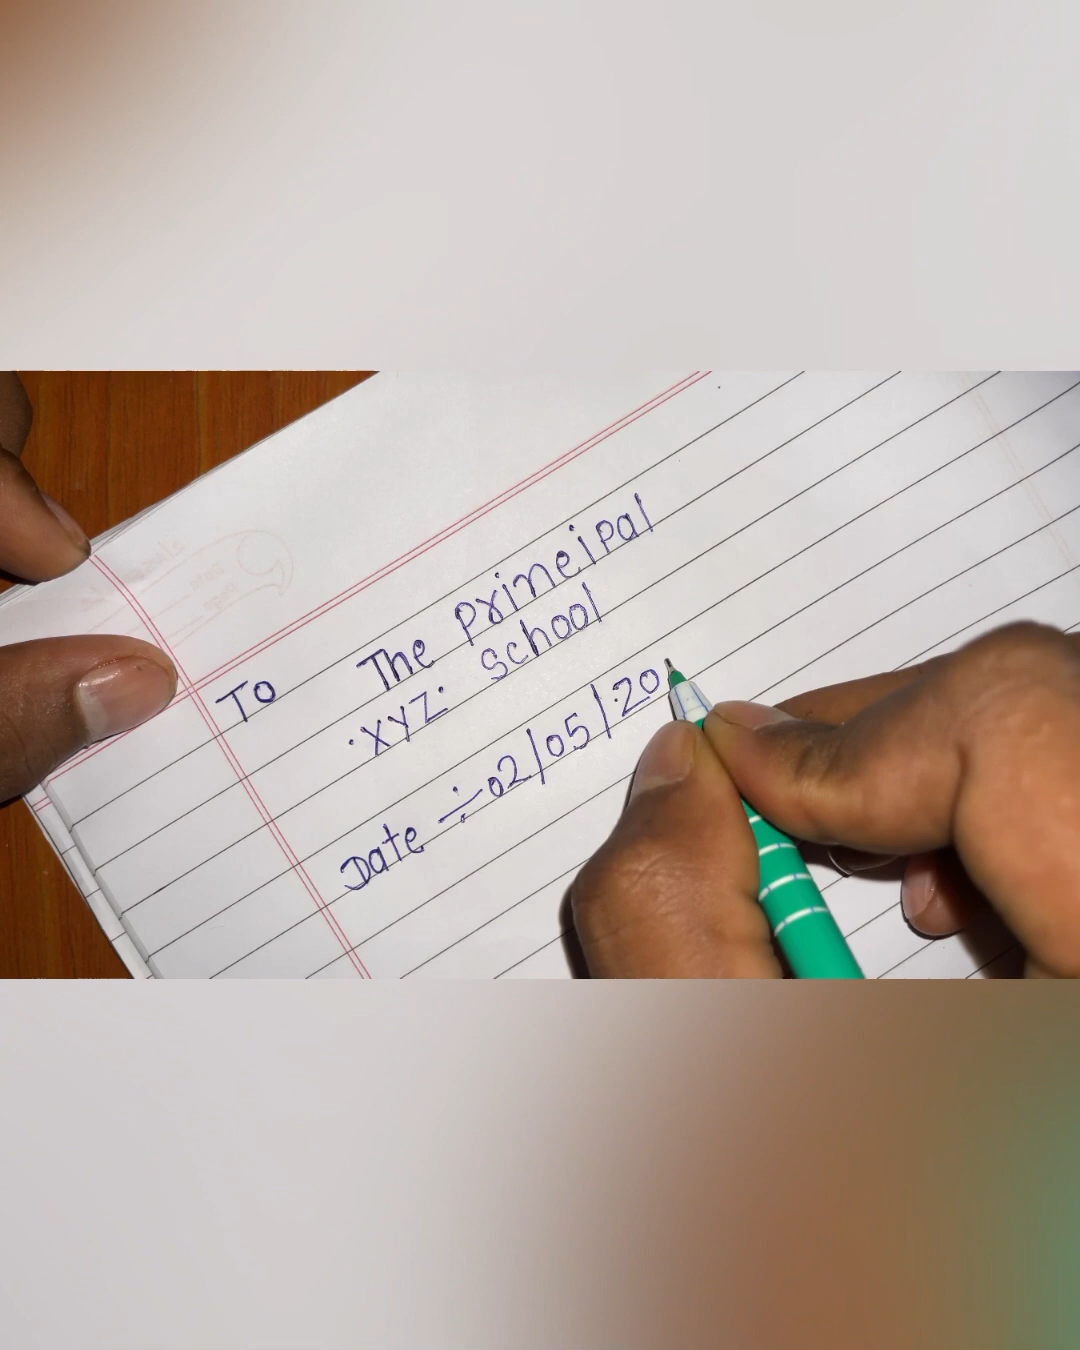 To
The Principal
.XYZ. School
Date ÷ 02/05/20